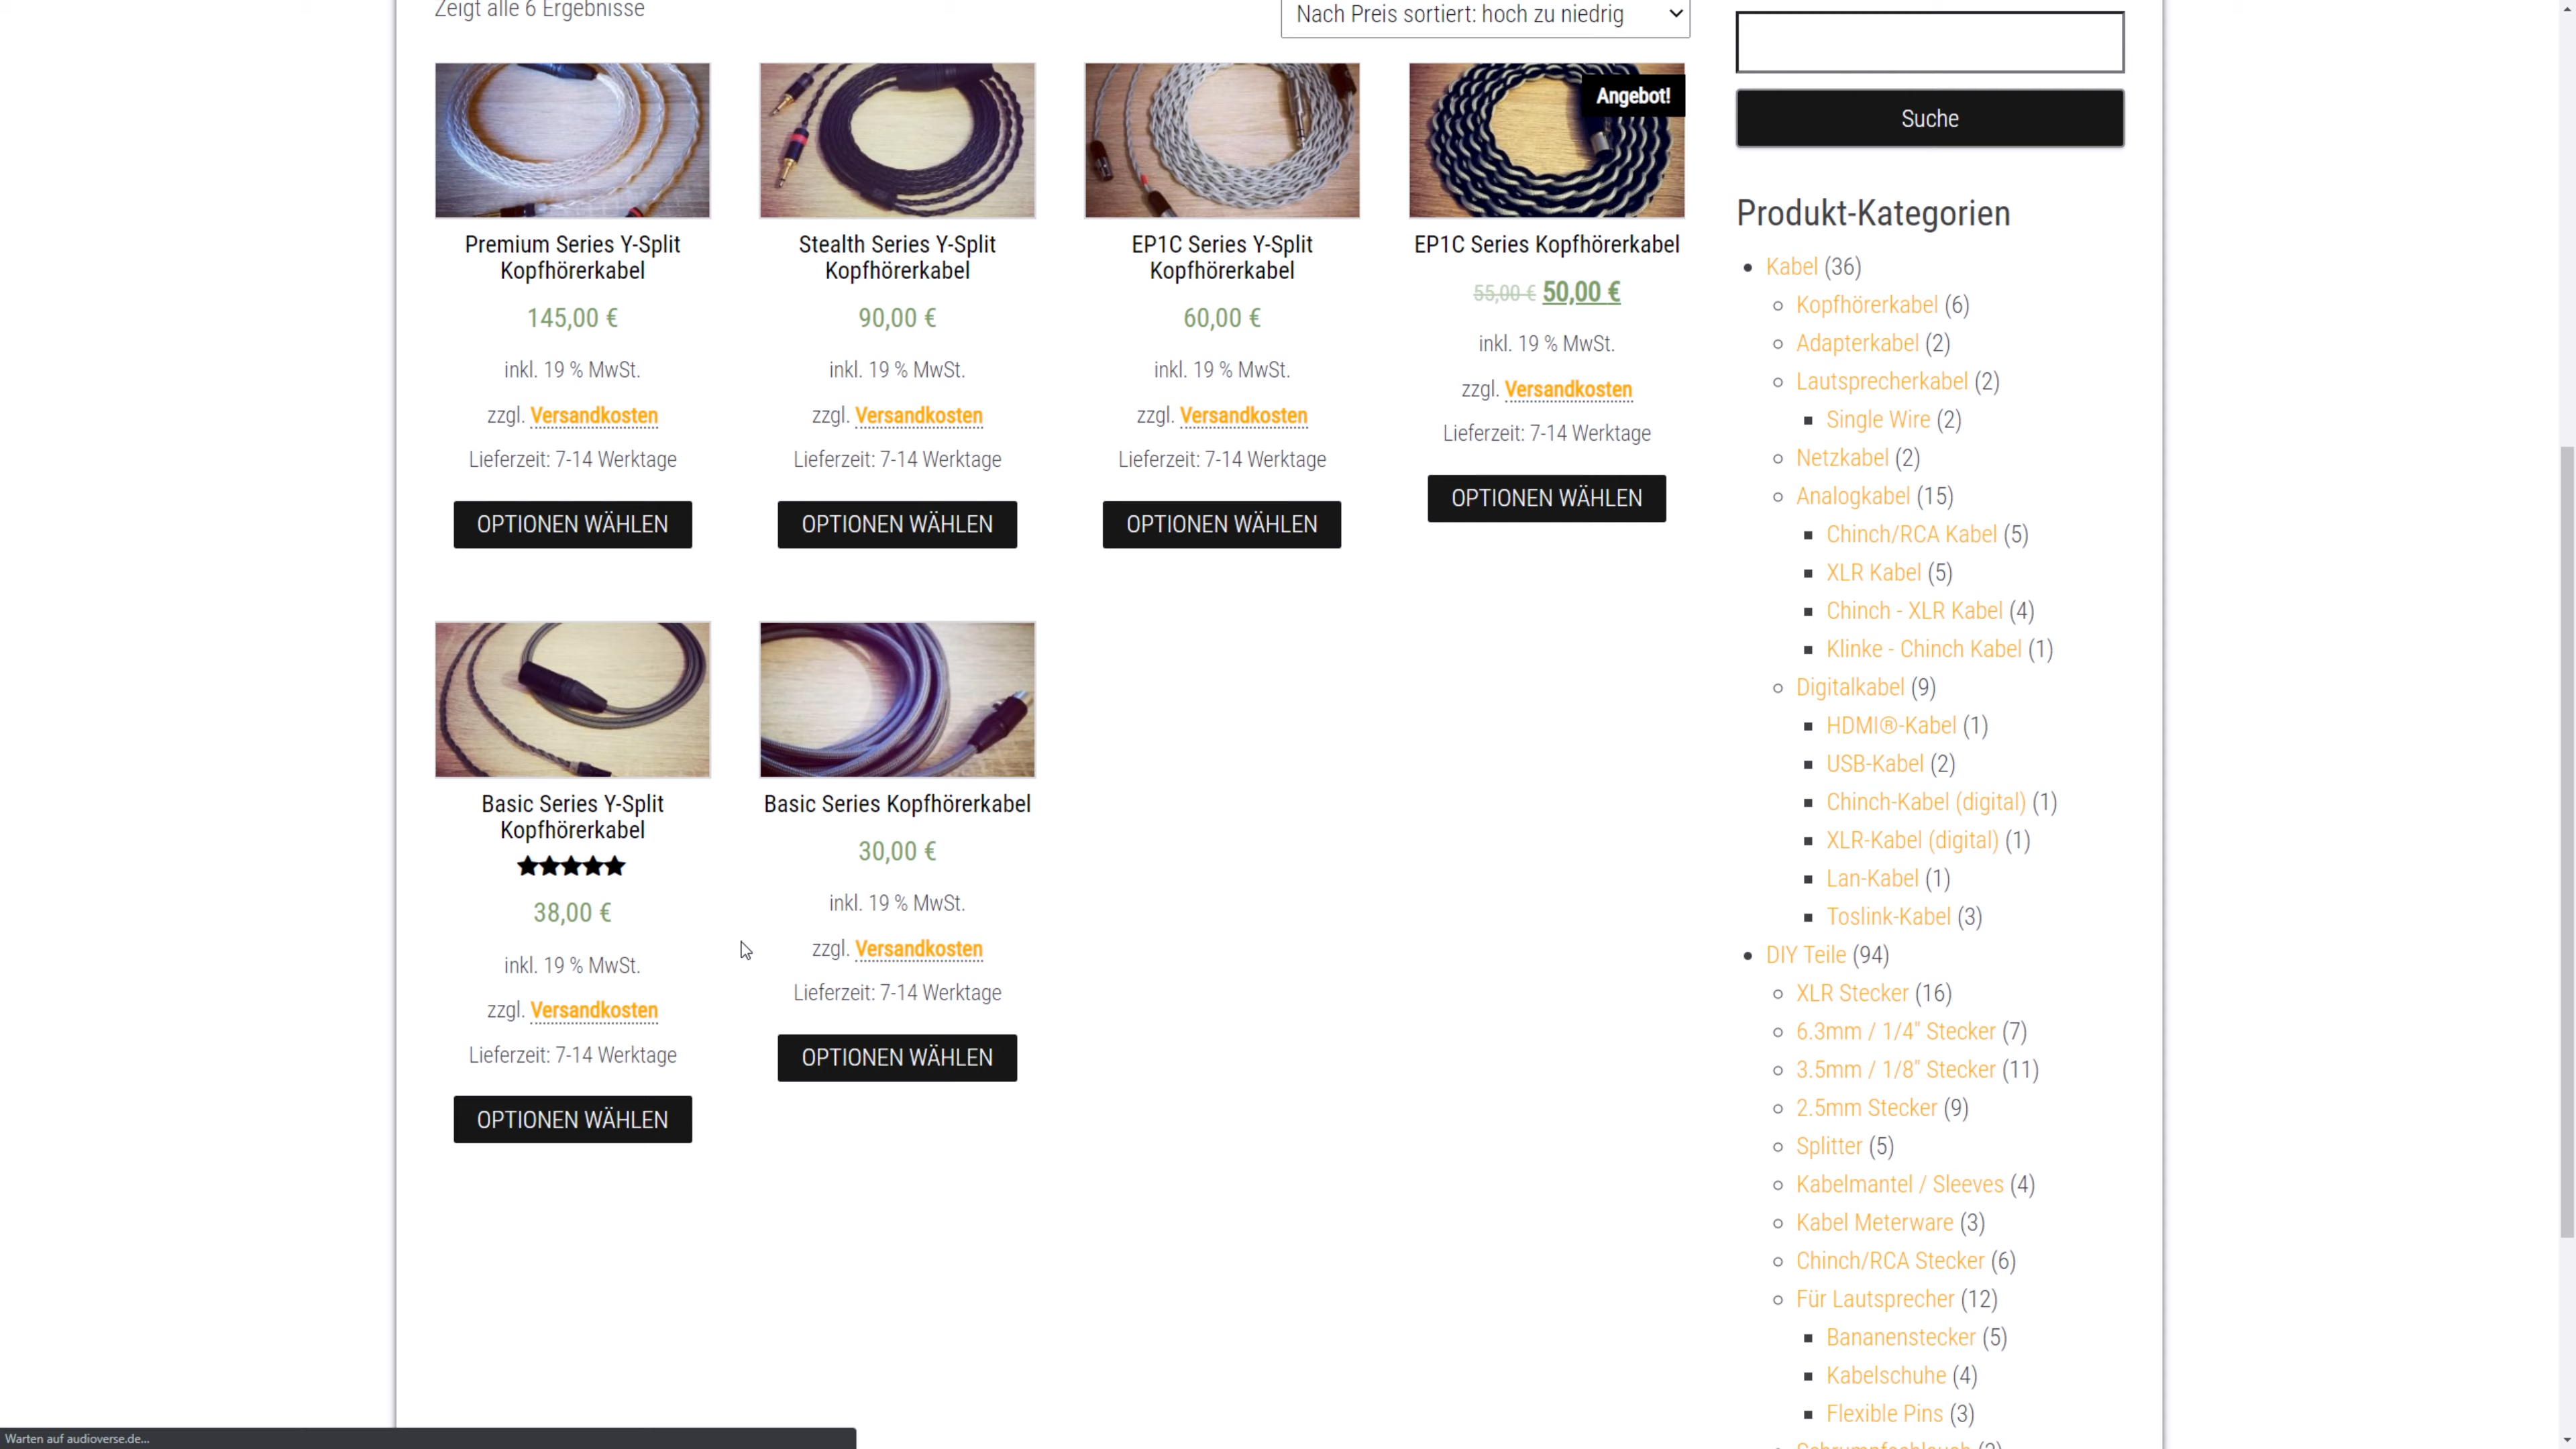 Zeigt alle 6 Ergebnisse
Nach Preis sortiert: hoch zu niedrig
Angebot!
Premium Series Y-Split
Kopfhörerkabel
145,00 €
inkl. 19 % MwSt.
zzgl. Versandkosten
Lieferzeit: 7-14 Werktage
OPTIONEN WÄHLEN
Stealth Series Y-Split
Kopfhörerkabel
90,00 €
inkl. 19 % MwSt.
zzgl. Versandkosten
Lieferzeit: 7-14 Werktage
OPTIONEN WÄHLEN
EP1C Series Y-Split
Kopfhörerkabel
60,00 €
inkl. 19 % MwSt.
zzgl. Versandkosten
Lieferzeit: 7-14 Werktage
OPTIONEN WÄHLEN
EP1C Series Kopfhörerkabel
55,00 € 50,00 €
inkl. 19 % MwSt.
zzgl. Versandkosten
Lieferzeit: 7-14 Werktage
OPTIONEN WÄHLEN
Basic Series Y-Split
Kopfhörerkabel
38,00 €
inkl. 19 % MwSt.
zzgl. Versandkosten
Lieferzeit: 7-14 Werktage
OPTIONEN WÄHLEN
Basic Series Kopfhörerkabel
30,00 €
inkl. 19 % MwSt.
zzgl. Versandkosten
Lieferzeit: 7-14 Werktage
OPTIONEN WÄHLEN
Suche
Produkt-Kategorien
Kabel (36)
Kopfhörerkabel (6)
Adapterkabel (2)
Lautsprecherkabel (2)
Single Wire (2)
Netzkabel (2)
Analogkabel (15)
Chinch/RCA Kabel (5)
XLR Kabel (5)
Chinch - XLR Kabel (4)
Klinke - Chinch Kabel (1)
Digitalkabel (9)
HDMI®-Kabel (1)
USB-Kabel (2)
Chinch-Kabel (digital) (1)
XLR-Kabel (digital) (1)
Lan-Kabel (1)
Toslink-Kabel (3)
DIY Teile (94)
XLR Stecker (16)
6.3mm / 1/4" Stecker (7)
3.5mm / 1/8" Stecker (11)
2.5mm Stecker (9)
Splitter (5)
Kabelmantel / Sleeves (4)
Kabel Meterware (3)
Chinch/RCA Stecker (6)
Für Lautsprecher (12)
Bananenstecker (5)
Kabelschuhe (4)
Flexible Pins (3)
Warten auf audioverse.de...